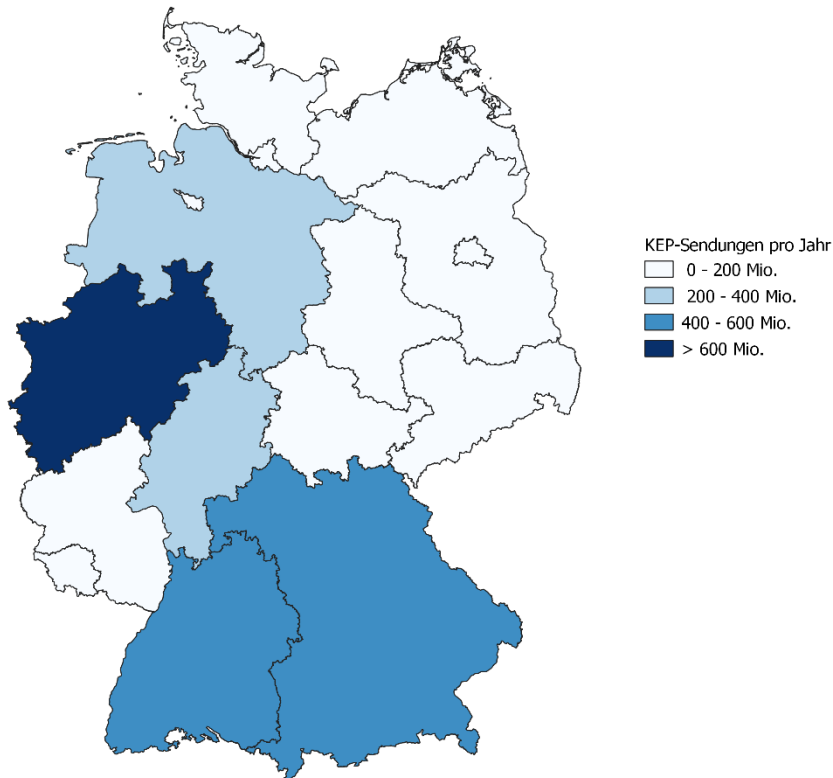 KEP-Sendungen pro Jahr
0 - 200 Mio.
200 - 400 Mio.
400 - 600 Mio.
> 600 Mio.